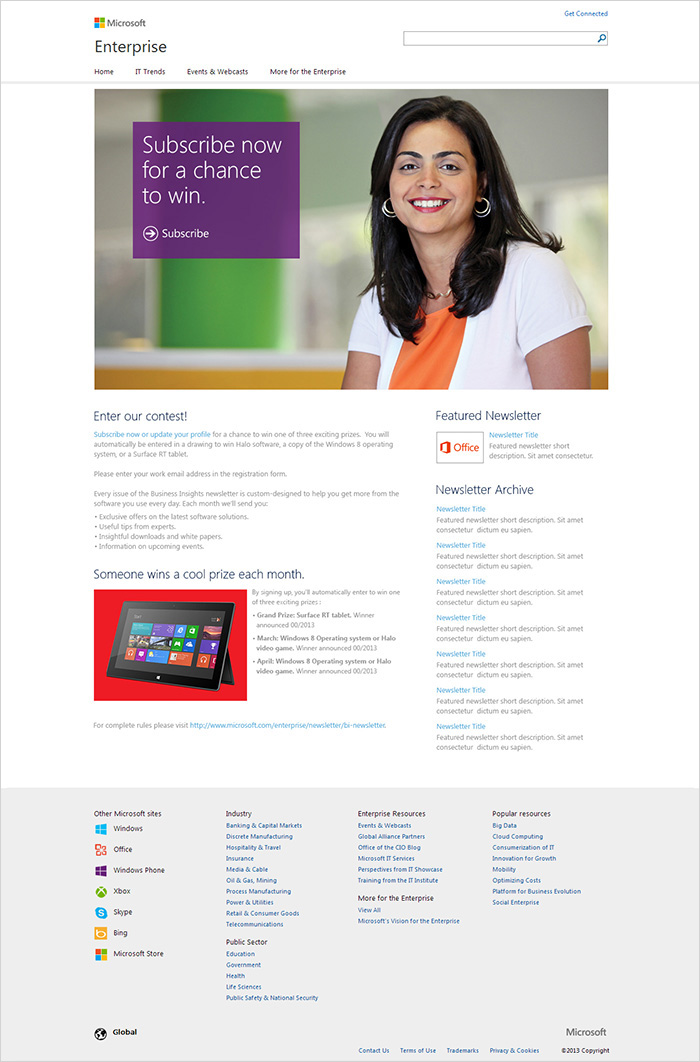 Microsoft
Get Connected
Enterprise
Home IT Trends Events & Webcasts More for the Enterprise
Subscribe now
for a chance
to win.
Subscribe
Enter our contest!
Subscribe now or update your profile for a chance to win one of three exciting prizes. You will
automatically be entered in a drawing to win Halo software, a copy of the Windows 8 operating
system, or a Surface RT tablet.
Please enter your work email address in the registration form.
Every issue of the Business Insights newsletter is custom-designed to help you get more from the
software you use every day. Each month we'll send you:
• Exclusive offers on the latest software solutions.
• Useful tips from experts.
• Insightful downloads and white papers.
• Information on upcoming events.
Someone wins a cool prize each month.
Start
By signing up, you'll automatically enter to win one
of three exciting prizes :
• Grand Prize: Surface RT tablet. Winner
announced 00/2013
• March: Windows 8 Operating system or Halo
video game. Winner announced 00/2013
• April: Windows 8 Operating system or Halo
video game. Winner announced 00/2013
For complete rules please visit http://www.microsoft.com/enterprise/newsletter/bi-newsletter.
Featured Newsletter
Office
Newsletter Title
Featured newsletter short
description. Sit amet consectetur.
Newsletter Archive
Newsletter Title
Featured newsletter short description. Sit amet
consectetur dictum eu sapien.
Newsletter Title
Featured newsletter short description. Sit amet
consectetur dictum eu sapien.
Newsletter Title
Featured newsletter short description. Sit amet
consectetur dictum eu sapien.
Newsletter Title
Featured newsletter short description. Sit amet
consectetur dictum eu sapien.
Newsletter Title
Featured newsletter short description. Sit amet
consectetur dictum eu sapien.
Newsletter Title
Featured newsletter short description. Sit amet
consectetur dictum eu sapien.
Newsletter Title
Featured newsletter short description. Sit amet
consectetur dictum eu sapien.
Other Microsoft sites
Windows
Office
Windows Phone
Xbox
Skype
Bing
Microsoft Store
Industry
Banking & Capital Markets
Discrete Manufacturing
Hospitality & Travel
Insurance
Media & Cable
Oil & Gas, Mining
Process Manufacturing
Power & Utilities
Retail & Consumer Goods
Telecommunications
Public Sector
Education
Government
Health
Life Sciences
Public Safety & National Security
Enterprise Resources
Events & Webcasts
Global Alliance Partners
Office of the CIO Blog
Microsoft IT Services
Perspectives from IT Showcase
Training from the IT Institute
More for the Enterprise
View All
Microsoft's Vision for the Enterprise
Popular resources
Big Data
Cloud Computing
Consumerization of IT
Innovation for Growth
Mobility
Optimizing Costs
Platform for Business Evolution
Social Enterprise
Global
Microsoft
Contact Us Terms of Use Trademarks Privacy & Cookies ©2013 Copyright